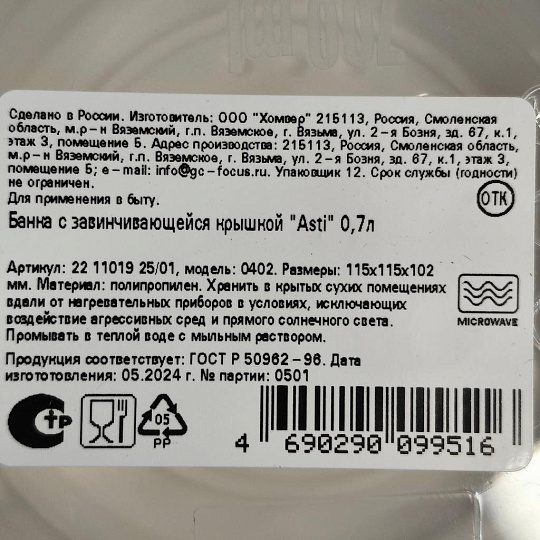 Сделано в России. Изготовитель: ООО "Хомвер" 215113, Россия, Смоленская
область, м.р-н Вяземский, г.п. Вяземское, г. Вязьма, ул. 2-я Бозня, зд. 67, к.1,
этаж 3, помещение Б. Адрес производства: 215113, Россия, Смоленская область,
м.р-н Вяземский, г.п. Вяземское, г. Вязьма, ул. 2-я Бозня, зд. 67, к.1, этаж 3,
помещение Б; e-mail: info@gc-focus.ru. Упаковщик 12. Срок службы (годности)
не ограничен.
Для применения в быту.
ОТК
Банка с завинчивающейся крышкой "Asti" 0,7л
Артикул: 22 11019 25/01, модель: 0402. Размеры: 115x115x102
мм. Материал: полипропилен. Хранить в крытых сухих помещениях
вдали от нагревательных приборов в условиях, исключающих
воздействие агрессивных сред и прямого солнечного света.
Промывать в теплой воде с мыльным раствором.
MICROWAVE
Продукция соответствует: ГОСТ Р 50962-96. Дата
изготовления: 05.2024 г. № партии: 0501
05
PP
4 690290 099516